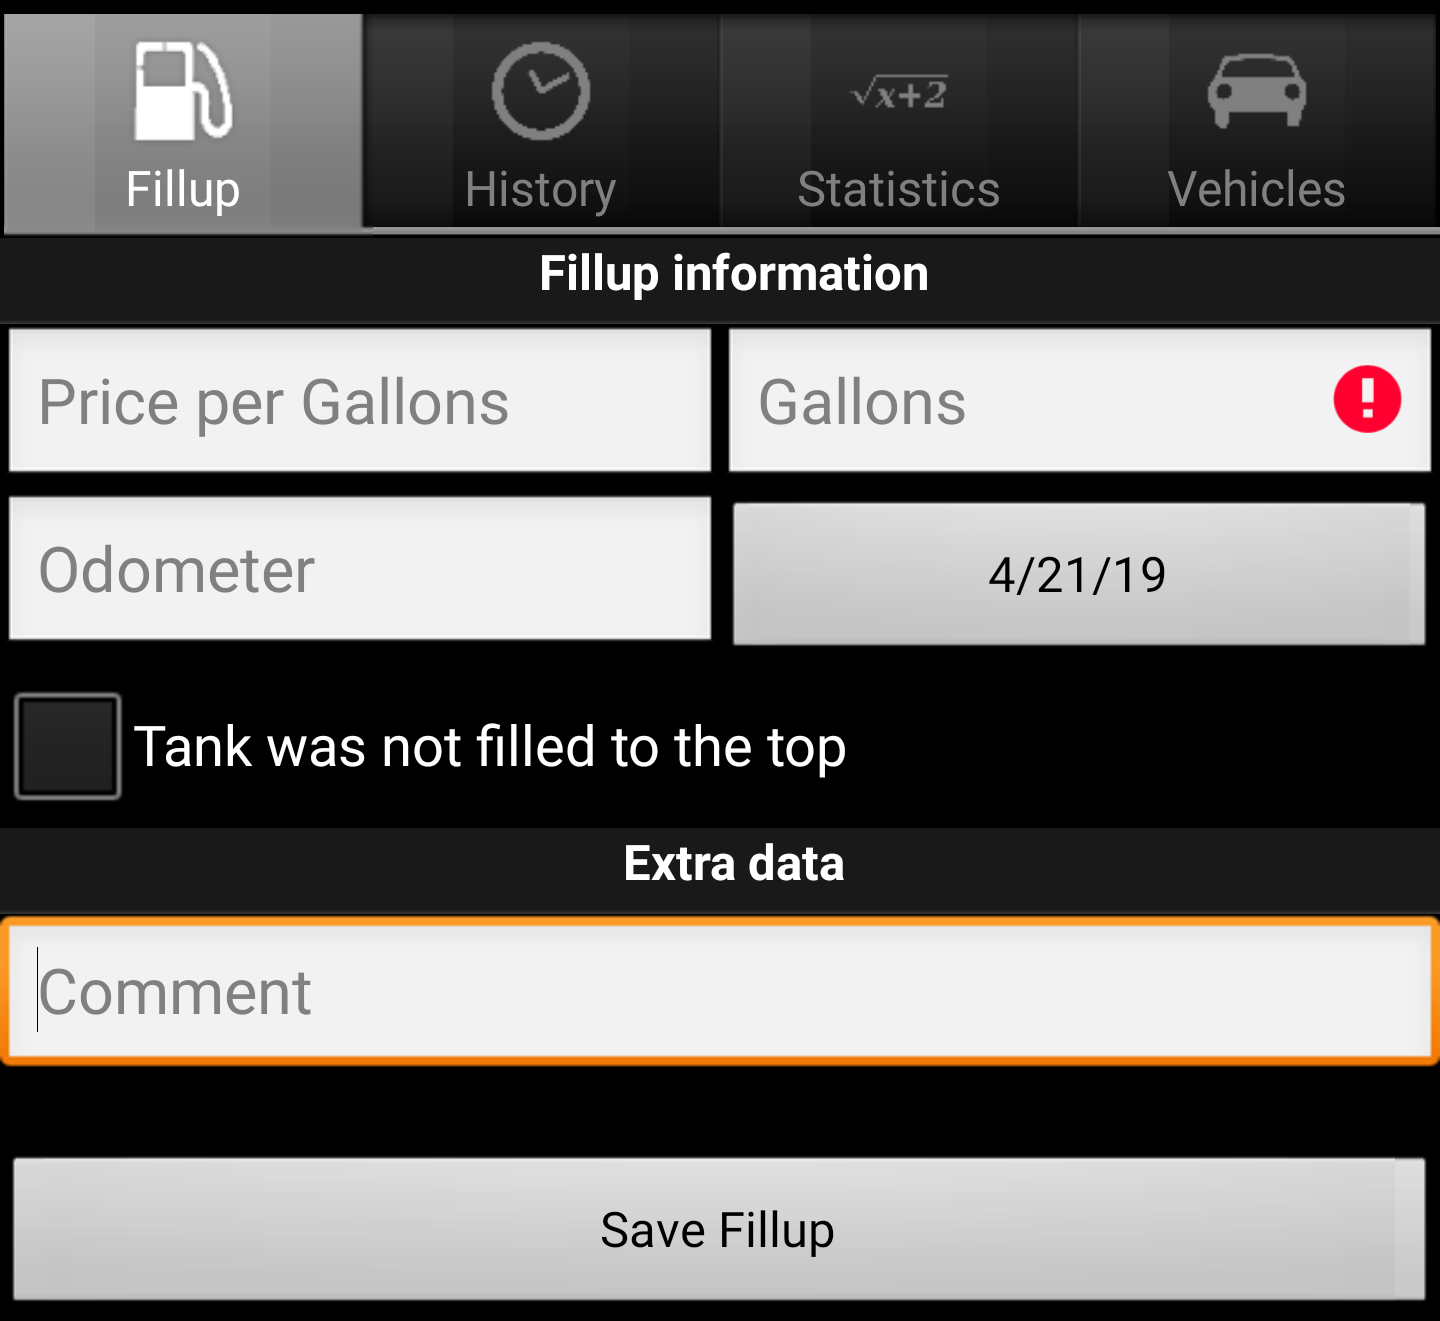 Fillup
History
√x+2
Statistics
Vehicles
Fillup information
Price per Gallons
Gallons
Odometer
4/21/19
Tank was not filled to the top
Extra data
Comment
Save Fillup